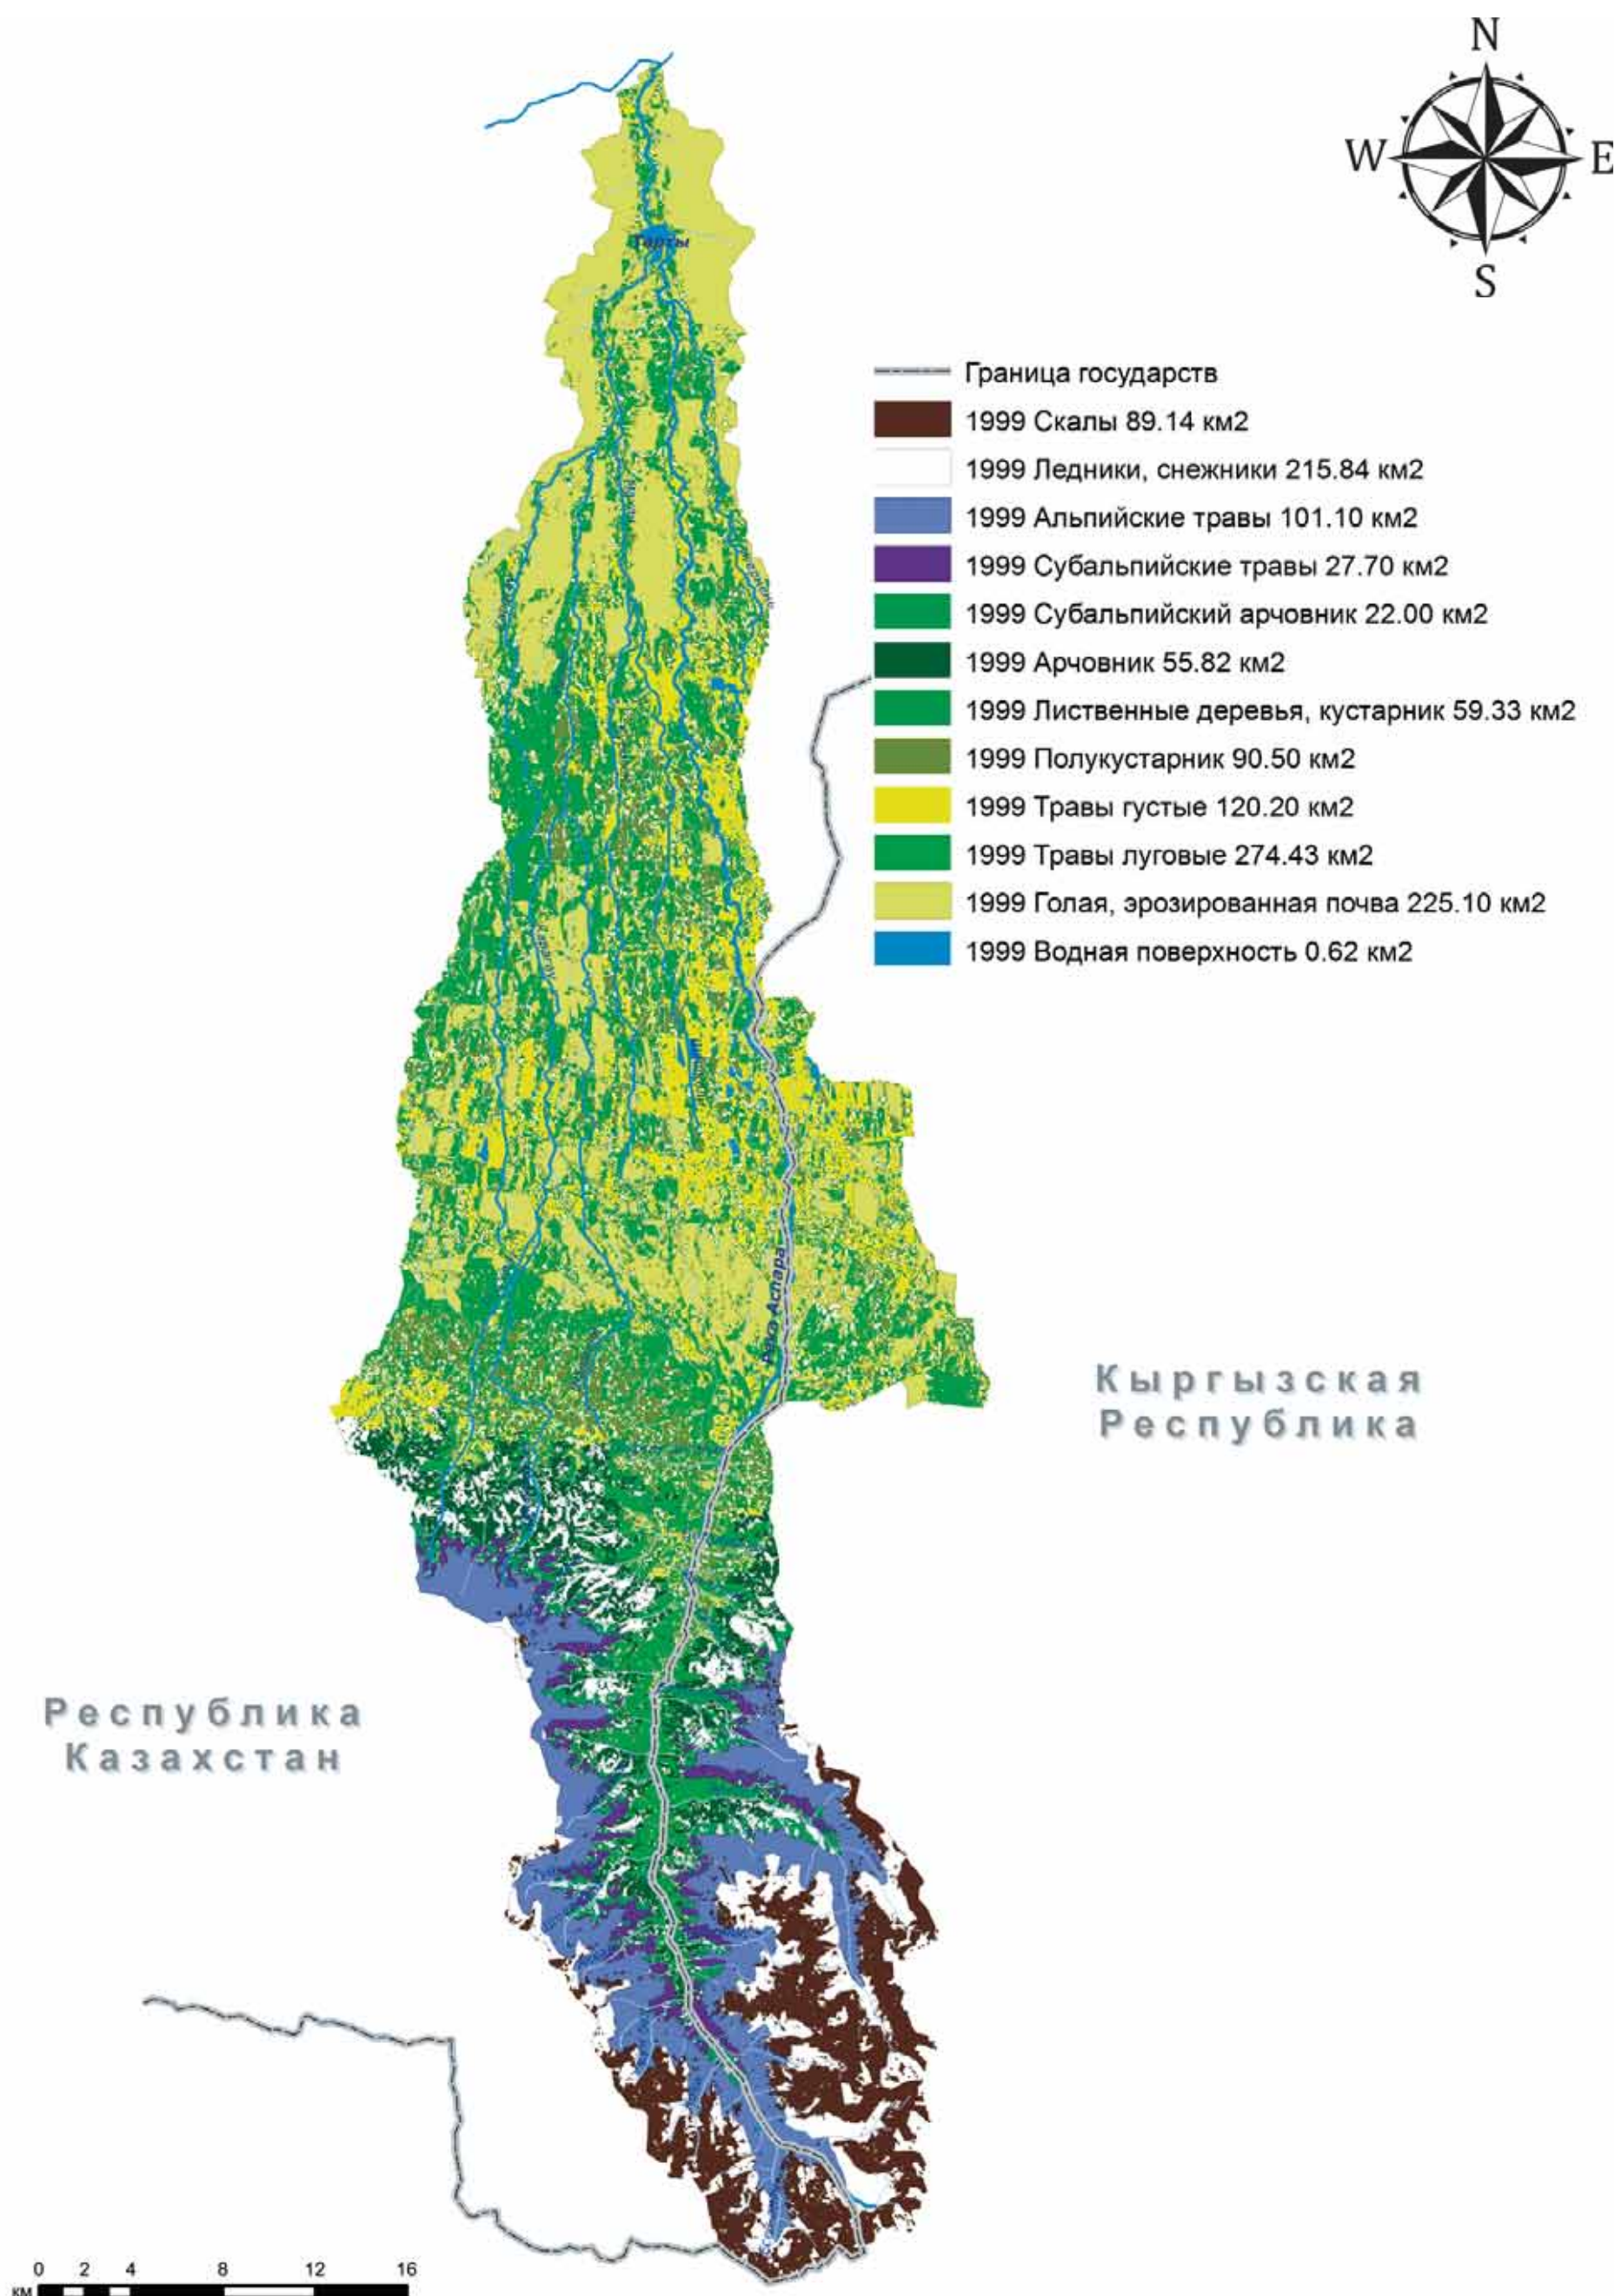 N
W
E
S
Тарты
Граница государств
1999 Скалы 89.14 км2
1999 Ледники, снежники 215.84 км2
1999 Альпийские травы 101.10 км2
1999 Субальпийские травы 27.70 км2
1999 Субальпийский арчовник 22.00 км2
1999 Арчовник 55.82 км2
1999 Лиственные деревья, кустарник 59.33 км2
1999 Полукустарник 90.50 км2
1999 Травы густые 120.20 км2
1999 Травы луговые 274.43 км2
1999 Голая, эрозированная почва 225.10 км2
1999 Водная поверхность 0.62 км2
Река Аспара
Кыргызская
Республика
Республика
Казахстан
0 2 4 8 12 16
км